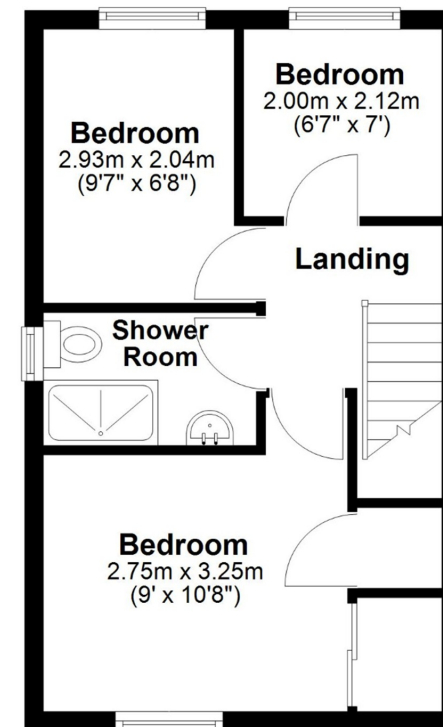 Bedroom
2.93m x 2.04m
(9'7" x 6'8")
Bedroom
2.00m x 2.12m
(6'7" x 7')
Landing
Shower
Room
Bedroom
2.75m x 3.25m
(9' x 10'8")